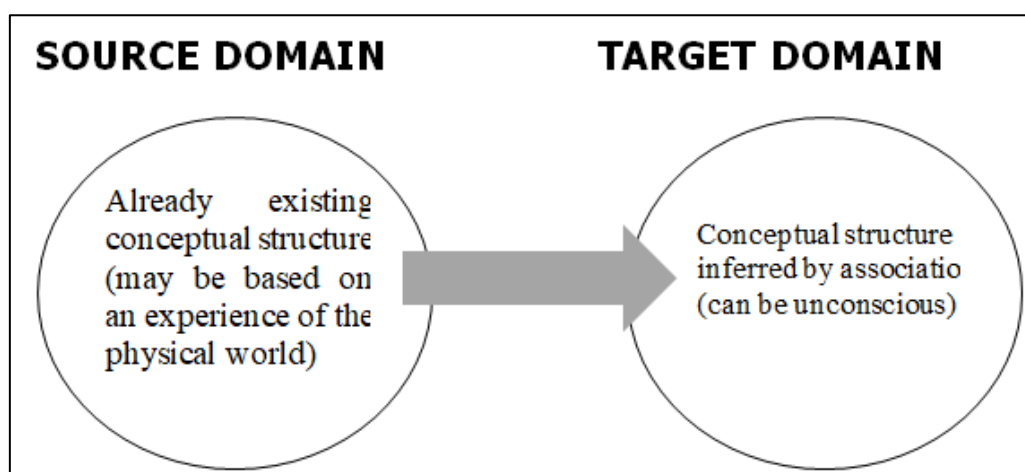 SOURCE DOMAIN
TARGET DOMAIN
Already existing
conceptual structure
(may be based on
an experience of the
physical world)
Conceptual structure
inferred by associatio
(can be unconscious)